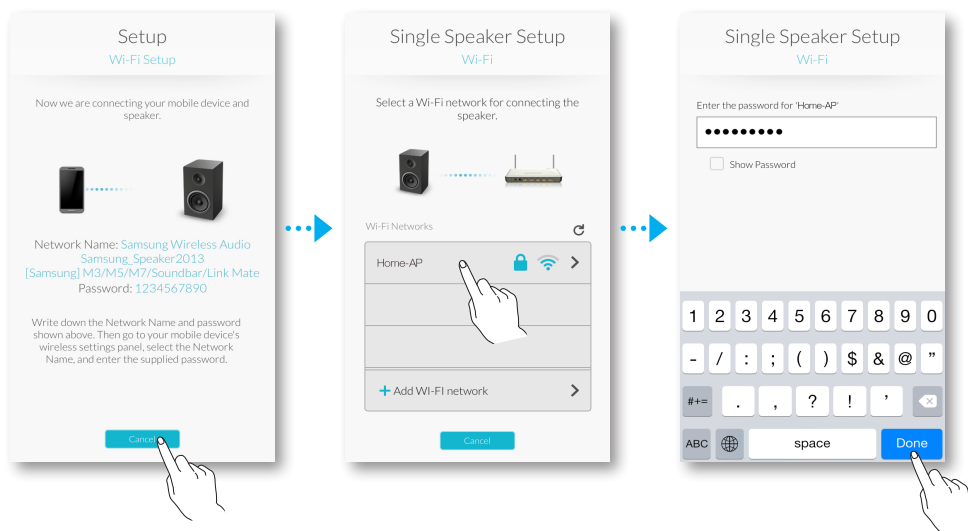 Setup
Wi-Fi Setup
Now we are connecting your mobile device and
speaker.
Network Name: Samsung Wireless Audio
Samsung_Speaker2013
[Samsung] M3/M5/M7/Soundbar/Link Mate
Password: 1234567890
Write down the Network Name and password
shown above. Then go to your mobile device's
wireless settings panel, select the Network
Name, and enter the supplied password.
Cancel
Single Speaker Setup
Wi-Fi
Select a Wi-Fi network for connecting the
speaker.
Wi-Fi Networks
Home-AP
+ Add WI-FI network
Cancel
Single Speaker Setup
Wi-Fi
Enter the password for 'Home-AP'
●●●●●●●●●
Show Password
1 2 3 4 5 6 7 8 9 0
- / : ; ( ) $ & @ ”
#+= . , ? ! ’
ABC space Done